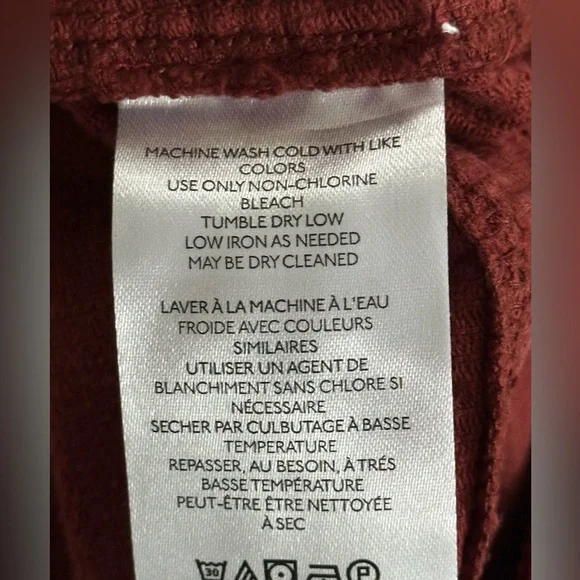 MACHINE WASH COLD WITH LIKE
COLORS
USE ONLY NON-CHLORINE
BLEACH
TUMBLE DRY LOW
LOW IRON AS NEEDED
MAY BE DRY CLEANED
LAVER À LA MACHINE À L'EAU
FROIDE AVEC COULEURS
SIMILAIRES
UTILISER UN AGENT DE
BLANCHIMENT SANS CHLORE SI
NÉCESSAIRE
SECHER PAR CULBUTAGE À BASSE
TEMPERATURE
REPASSER, AU BESOIN, À TRÉS
BASSE TEMPÉRATURE
PEUT-ÊTRE ÊTRE NETTOYÉE
À SEC
30 P